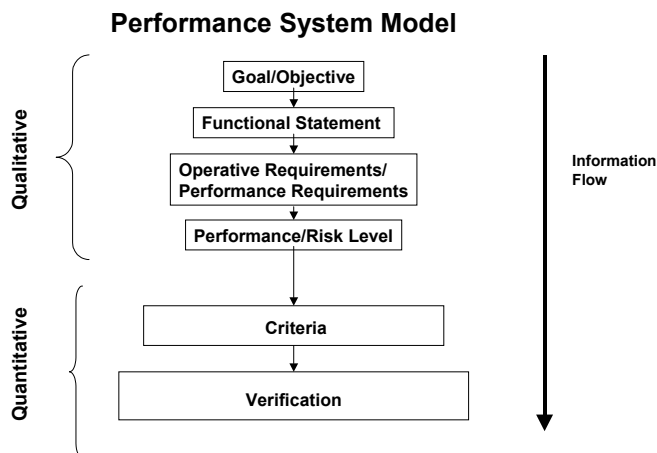 Performance System Model
Goal/Objective
Functional Statement
Operative Requirements/
Performance Requirements
Performance/Risk Level
Criteria
Verification
Qualitative
Quantitative
Information
Flow